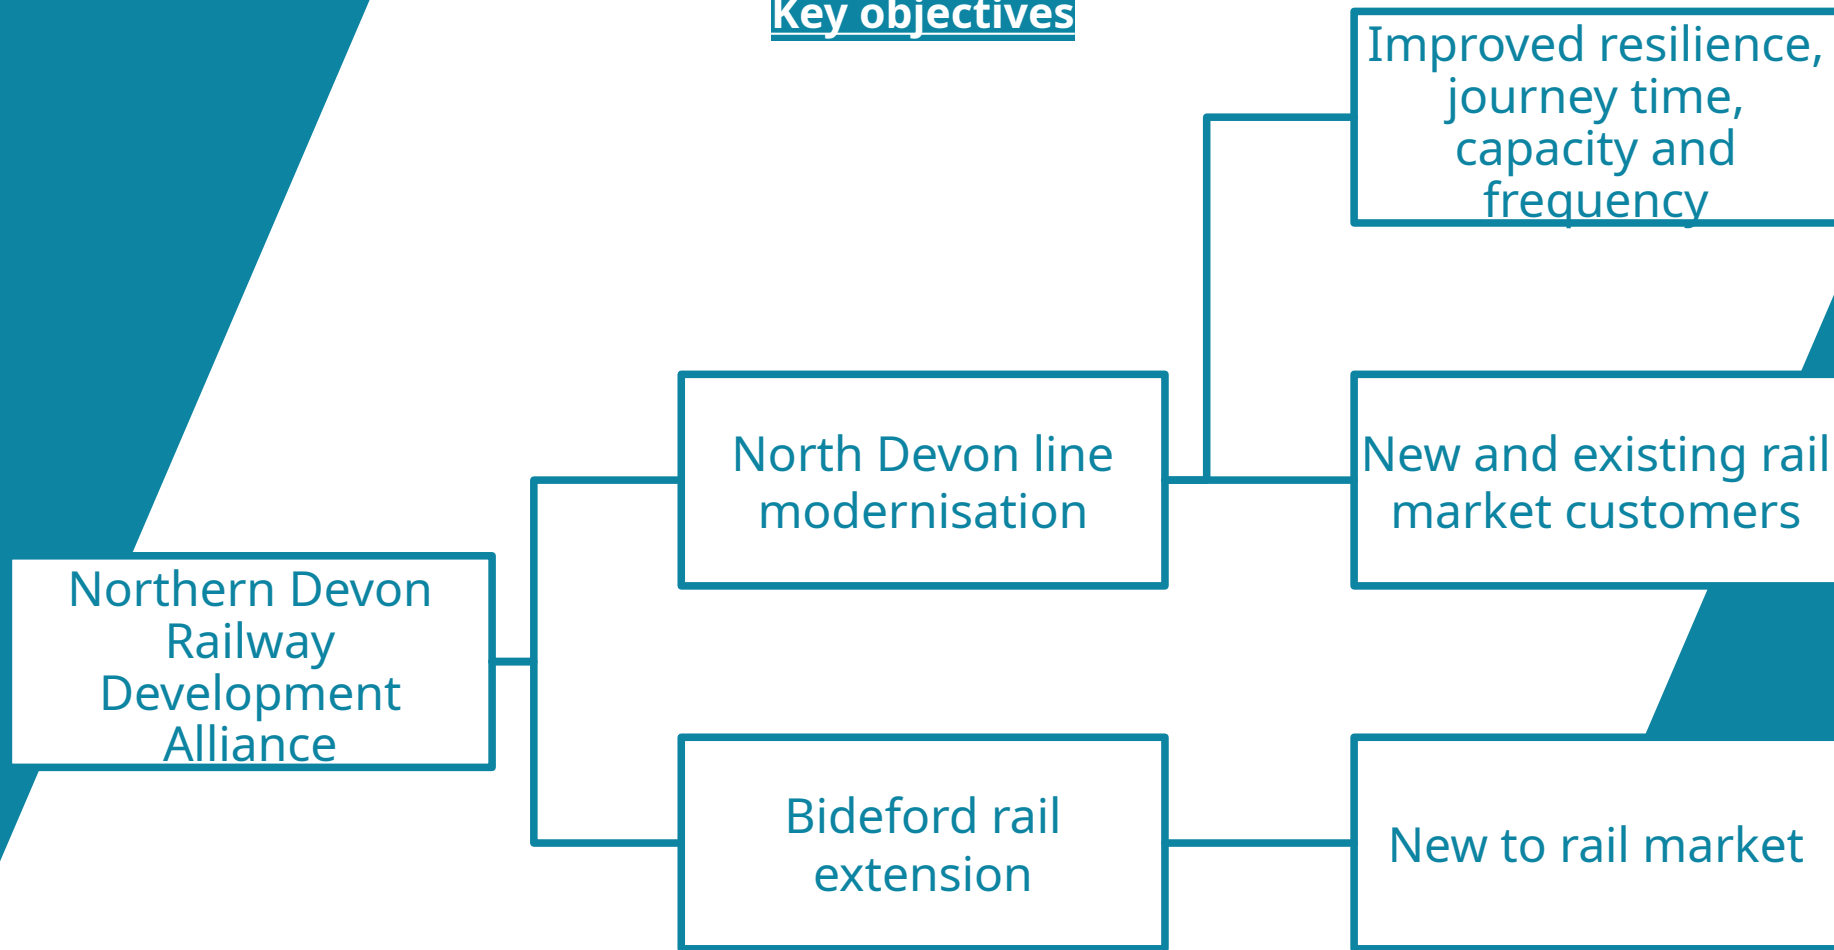 Key objectives
Improved resilience,
journey time,
capacity and
frequency
North Devon line
modernisation
New and existing rail
market customers
Northern Devon
Railway
Development
Alliance
Bideford rail
extension
New to rail market